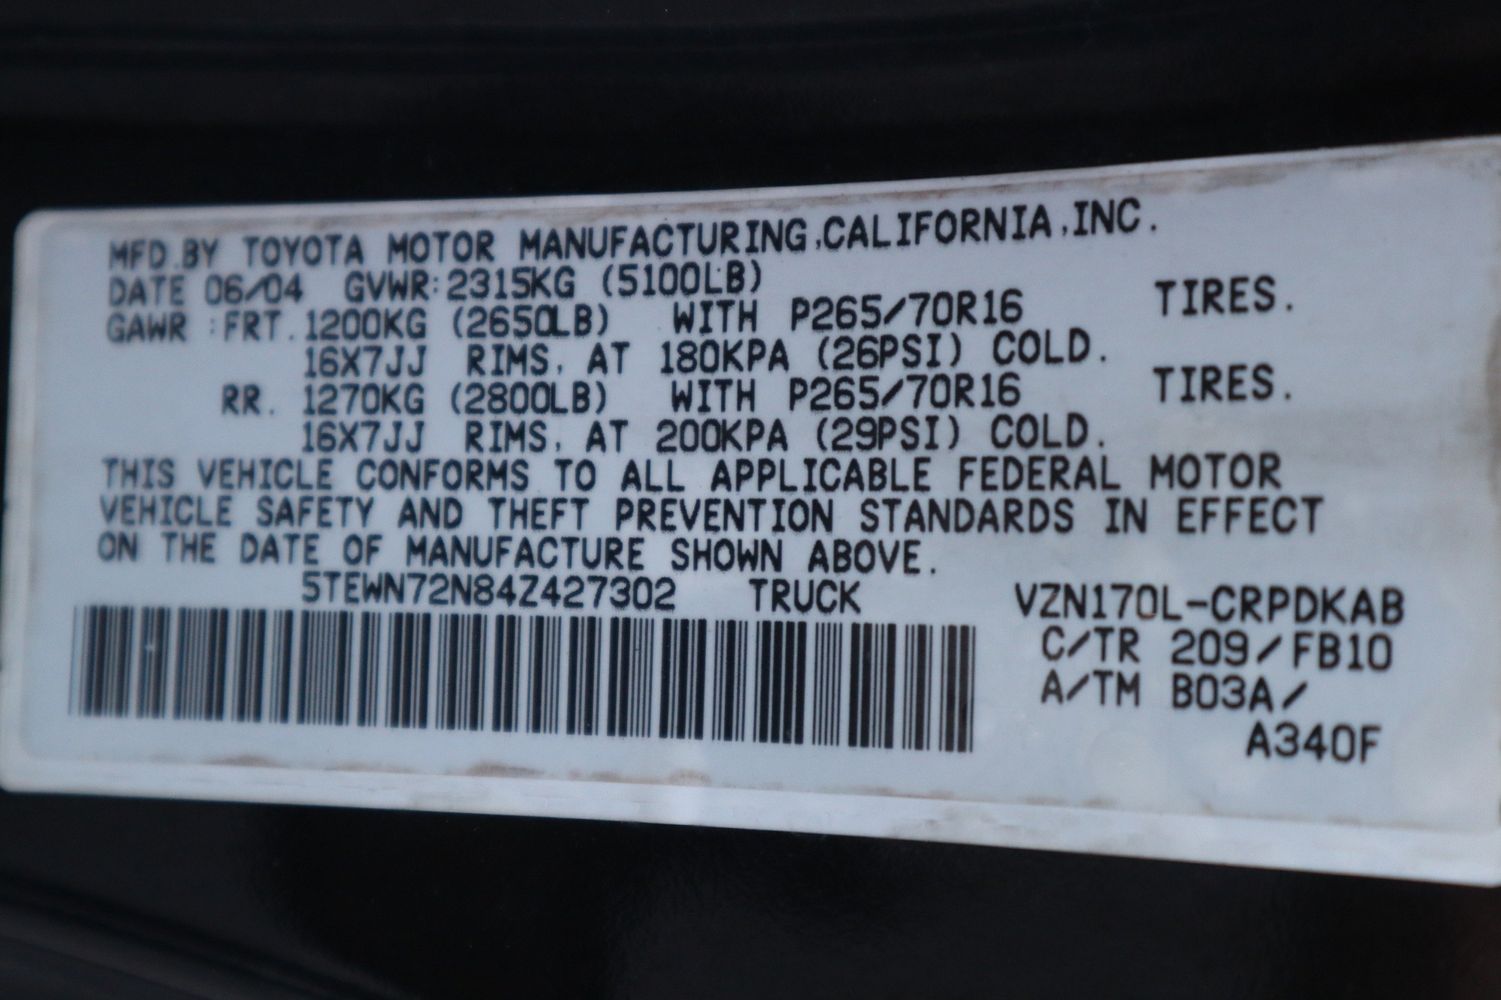 MFD.BY TOYOTA MOTOR MANUFACTURING,CALIFORNIA,INC.
DATE 06/04 GVWR:2315KG (5100LB)
GAWR :FRT.1200KG (2650LB) WITH P265/70R16 TIRES.
16X7JJ RIMS, AT 180KPA (26PSI) COLD.
RR. 1270KG (2800LB) WITH P265/70R16 TIRES.
16X7JJ RIMS, AT 200KPA (29PSI) COLD.
THIS VEHICLE CONFORMS TO ALL APPLICABLE FEDERAL MOTOR
VEHICLE SAFETY AND THEFT PREVENTION STANDARDS IN EFFECT
ON THE DATE OF MANUFACTURE SHOWN ABOVE.
5TEWN72N84Z427302 TRUCK VZN170L-CRPDKAB
C/TR 209/FB10
A/TM B03A/
A340F